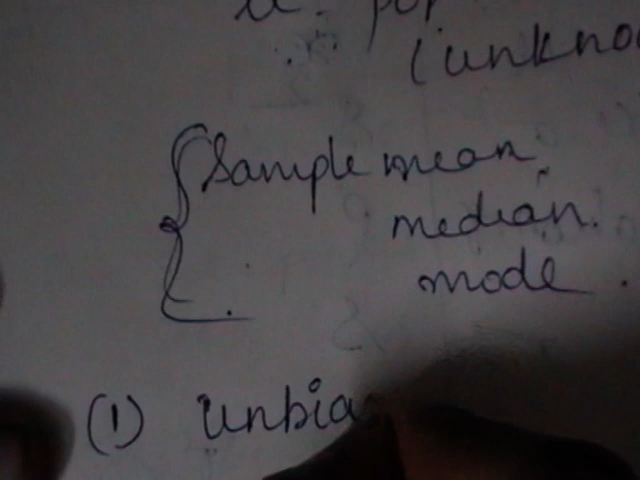 (unkno
{ Sample mean.
median.
mode.
(1) Unbia